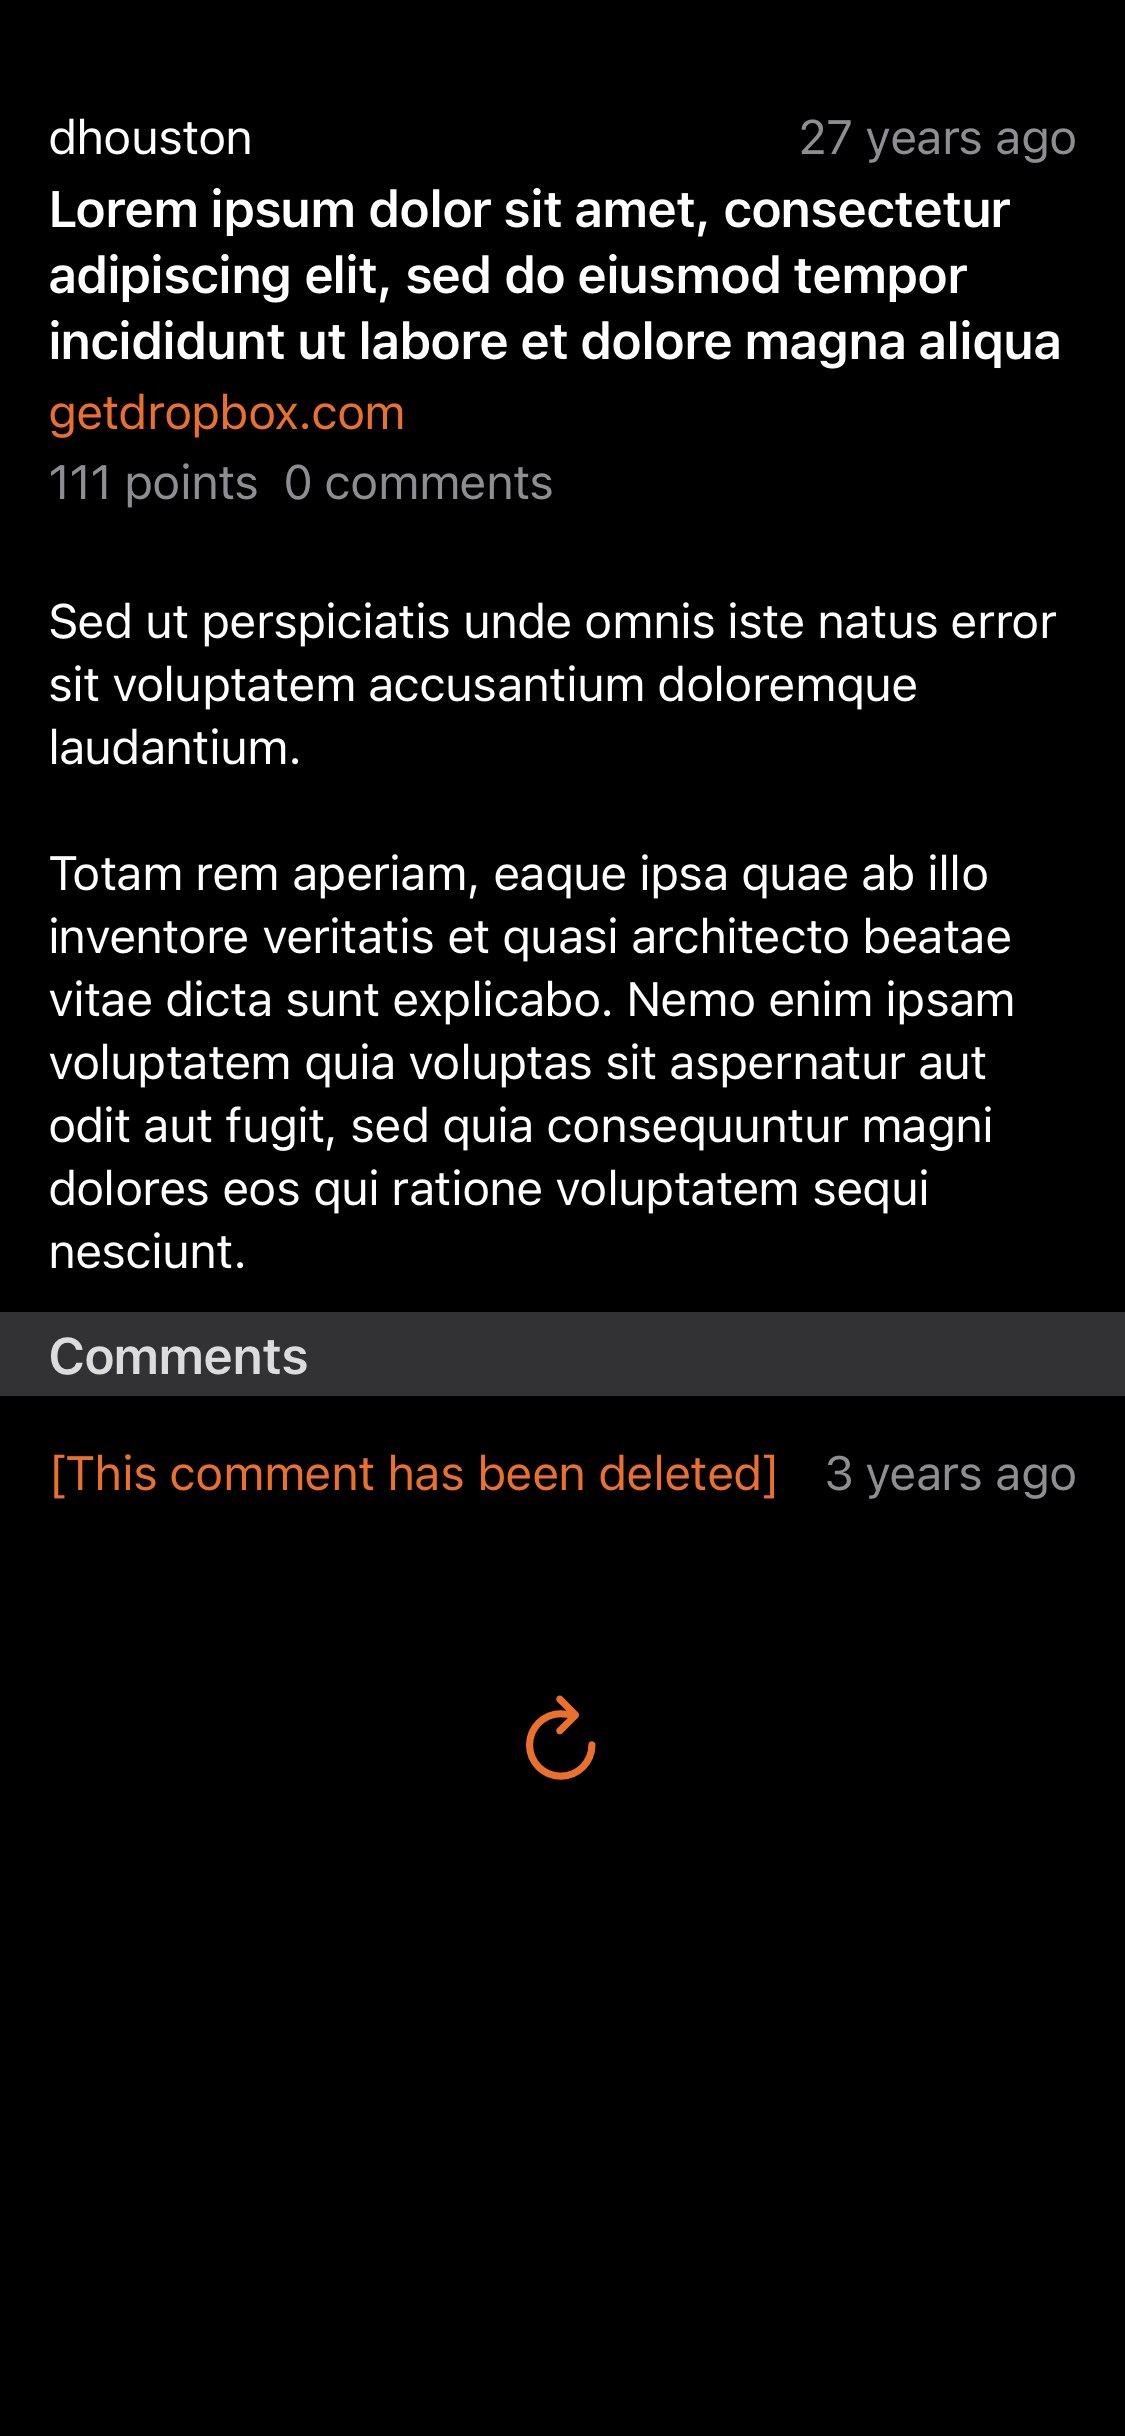 dhouston 27 years ago
Lorem ipsum dolor sit amet, consectetur
adipiscing elit, sed do eiusmod tempor
incididunt ut labore et dolore magna aliqua
getdropbox.com
111 points 0 comments
Sed ut perspiciatis unde omnis iste natus error
sit voluptatem accusantium doloremque
laudantium.
Totam rem aperiam, eaque ipsa quae ab illo
inventore veritatis et quasi architecto beatae
vitae dicta sunt explicabo. Nemo enim ipsam
voluptatem quia voluptas sit aspernatur aut
odit aut fugit, sed quia consequuntur magni
dolores eos qui ratione voluptatem sequi
nesciunt.
Comments
[This comment has been deleted] 3 years ago